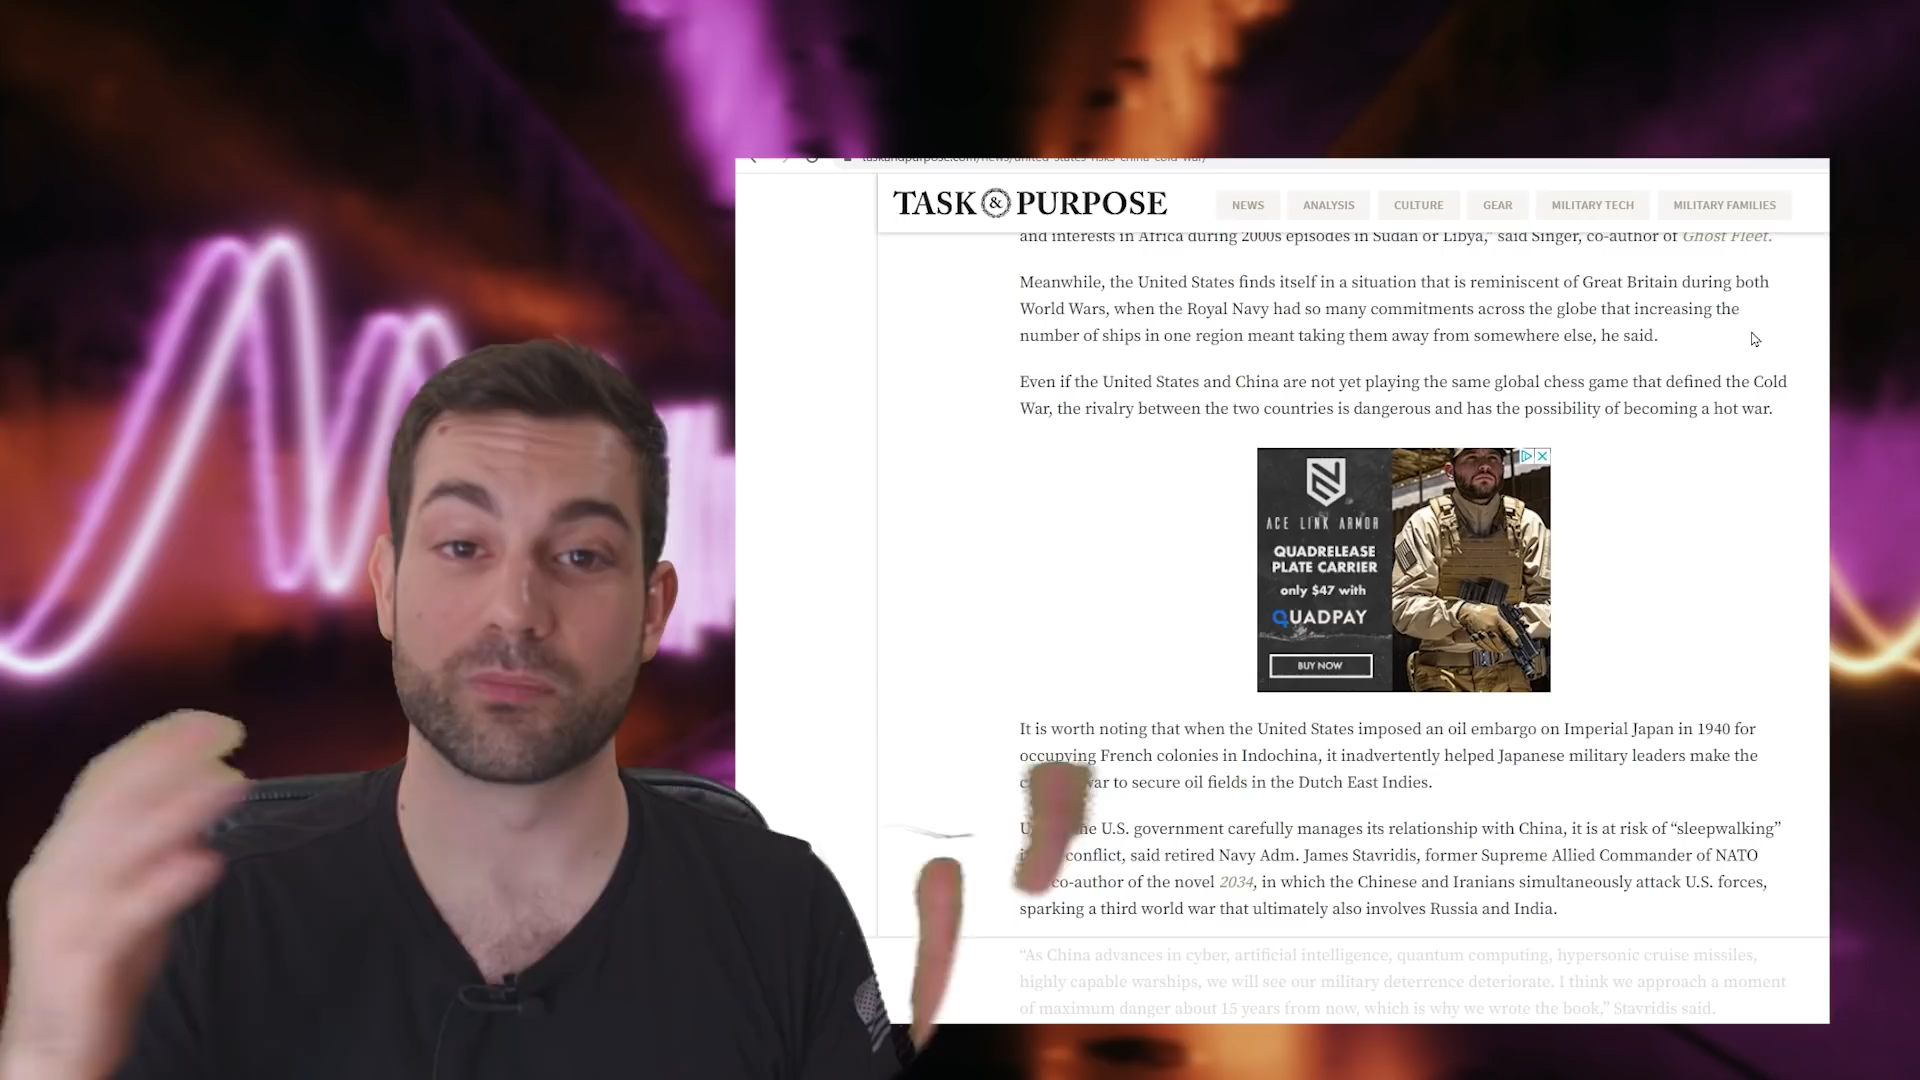 taskandpurpose.com/news/united-states-risks-china-cold-war/
TASK & PURPOSE
NEWS
ANALYSIS
CULTURE
GEAR
MILITARY TECH
MILITARY FAMILIES
and interests in Africa during 2000s episodes in Sudan or Libya,” said Singer, co-author of Ghost Fleet.
Meanwhile, the United States finds itself in a situation that is reminiscent of Great Britain during both
World Wars, when the Royal Navy had so many commitments across the globe that increasing the
number of ships in one region meant taking them away from somewhere else, he said.
Even if the United States and China are not yet playing the same global chess game that defined the Cold
War, the rivalry between the two countries is dangerous and has the possibility of becoming a hot war.
ACE LINK ARMOR
QUADRELEASE
PLATE CARRIER
only $47 with
QUADPAY
BUY NOW
It is worth noting that when the United States imposed an oil embargo on Imperial Japan in 1940 for
occupying French colonies in Indochina, it inadvertently helped Japanese military leaders make the
war to secure oil fields in the Dutch East Indies.
U.S. government carefully manages its relationship with China, it is at risk of “sleepwalking”
conflict, said retired Navy Adm. James Stavridis, former Supreme Allied Commander of NATO
co-author of the novel 2034, in which the Chinese and Iranians simultaneously attack U.S. forces,
sparking a third world war that ultimately also involves Russia and India.
“As China advances in cyber, artificial intelligence, quantum computing, hypersonic cruise missiles,
highly capable warships, we will see our military deterrence deteriorate. I think we approach a moment
of maximum danger about 15 years from now, which is why we wrote the book,” Stavridis said.